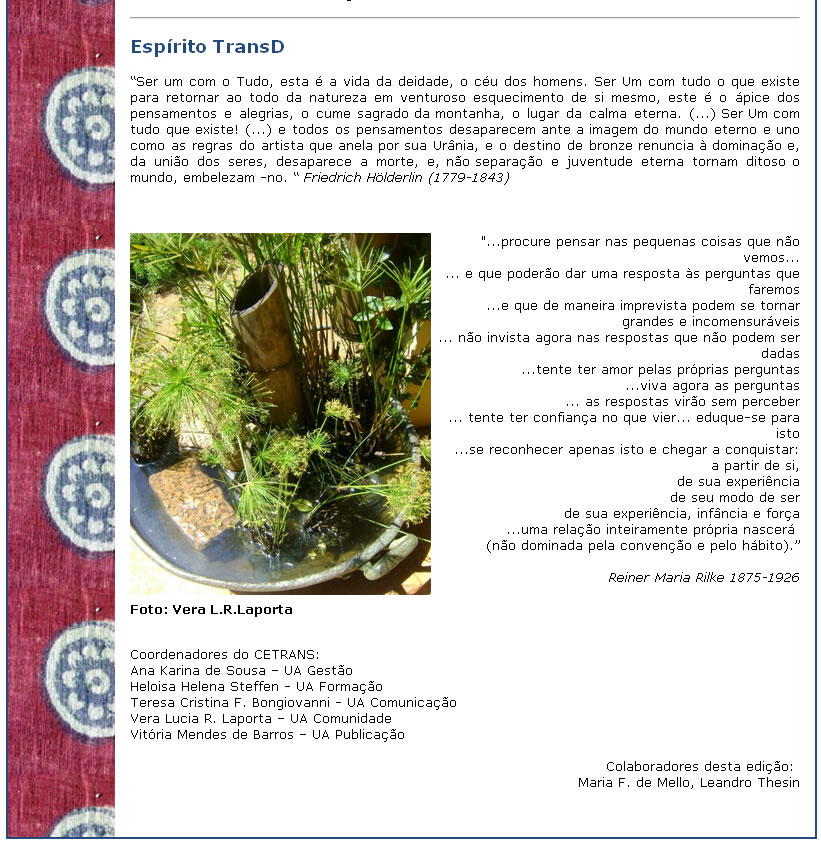 Espírito TransD
“Ser um com o Tudo, esta é a vida da deidade, o céu dos homens. Ser Um com tudo o que existe
para retornar ao todo da natureza em venturoso esquecimento de si mesmo, este é o ápice dos
pensamentos e alegrias, o cume sagrado da montanha, o lugar da calma eterna. (...) Ser Um com
tudo que existe! (...) e todos os pensamentos desaparecem ante a imagem do mundo eterno e uno
como as regras do artista que anela por sua Urânia, e o destino de bronze renuncia à dominação e,
da união dos seres, desaparece a morte, e, não separação e juventude eterna tornam ditoso o
mundo, embelezam –no. “ Friedrich Hölderlin (1779-1843)
"...procure pensar nas pequenas coisas que não
vemos...
... e que poderão dar uma resposta às perguntas que
faremos
...e que de maneira imprevista podem se tornar
grandes e incomensuráveis
... não invista agora nas respostas que não podem ser
dadas
...tente ter amor pelas próprias perguntas
...viva agora as perguntas
... as respostas virão sem perceber
... tente ter confiança no que vier... eduque-se para
isto
...se reconhecer apenas isto e chegar a conquistar:
a partir de si,
de sua experiência
de seu modo de ser
de sua experiência, infância e força
...uma relação inteiramente própria nascerá
(não dominada pela convenção e pelo hábito).”
Reiner Maria Rilke 1875-1926
Foto: Vera L.R.Laporta
Coordenadores do CETRANS:
Ana Karina de Sousa – UA Gestão
Heloisa Helena Steffen - UA Formação
Teresa Cristina F. Bongiovanni - UA Comunicação
Vera Lucia R. Laporta – UA Comunidade
Vitória Mendes de Barros – UA Publicação
Colaboradores desta edição:
Maria F. de Mello, Leandro Thesin